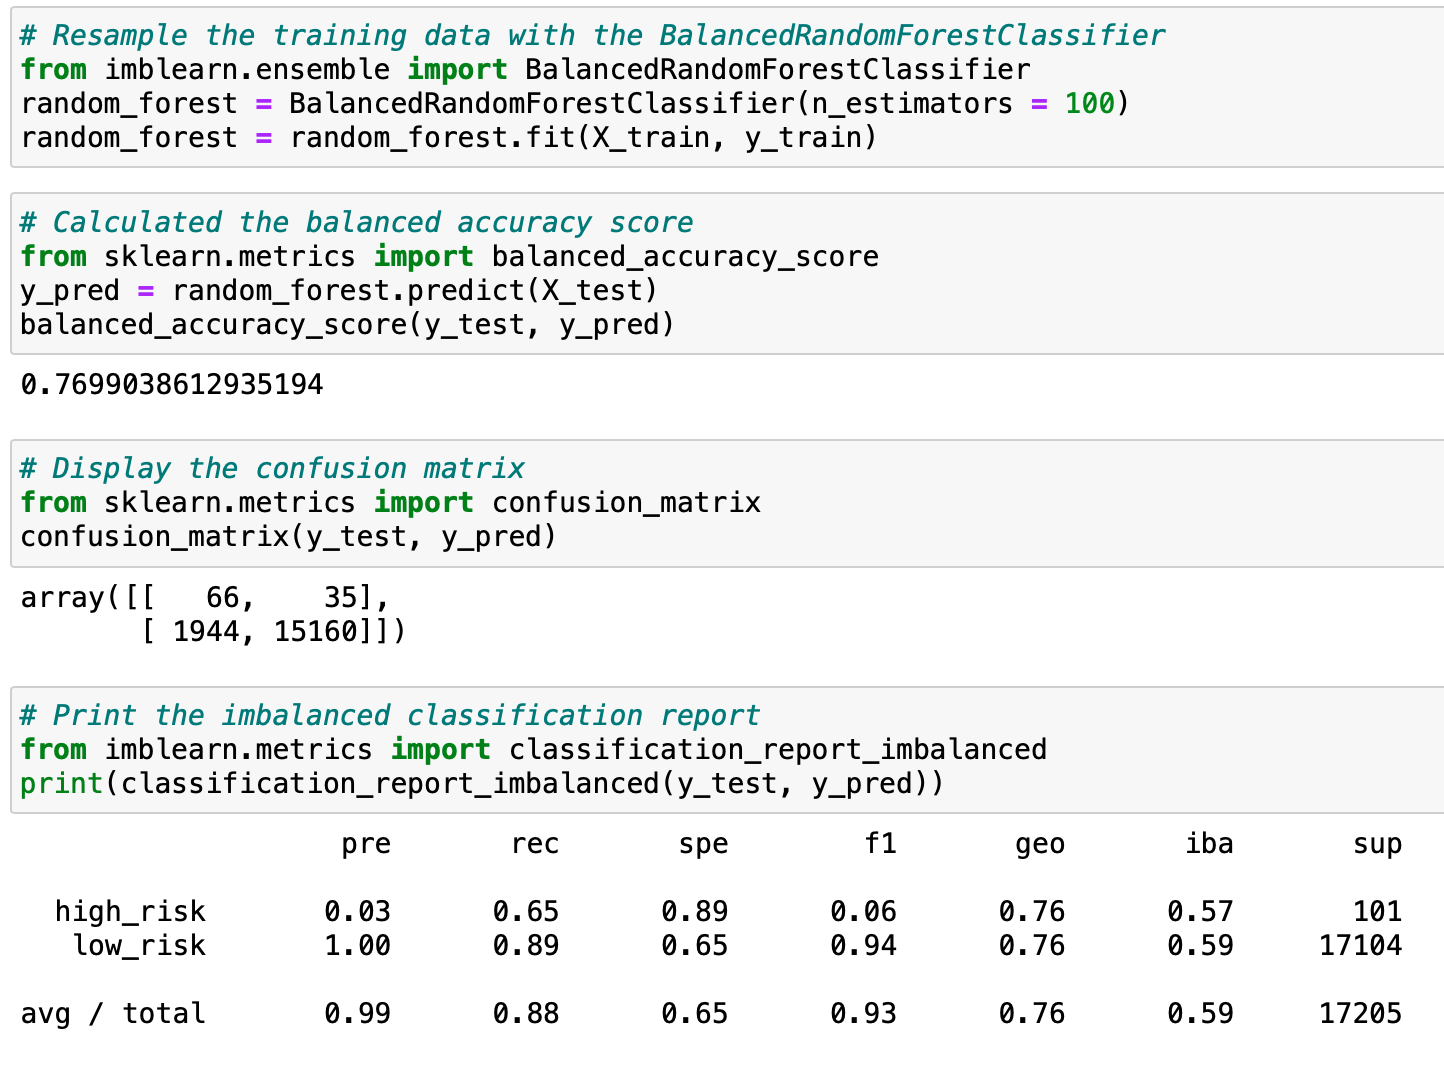 # Resample the training data with the BalancedRandomForestClassifier
from imblearn.ensemble import BalancedRandomForestClassifier
random_forest = BalancedRandomForestClassifier(n_estimators = 100)
random_forest = random_forest.fit(X_train, y_train)
# Calculated the balanced accuracy score
from sklearn.metrics import balanced_accuracy_score
y_pred = random_forest.predict(X_test)
balanced_accuracy_score(y_test, y_pred)
0.7699038612935194
# Display the confusion matrix
from sklearn.metrics import confusion_matrix
confusion_matrix(y_test, y_pred)
array([[   66,    35],
       [ 1944, 15160]])
# Print the imbalanced classification report
from imblearn.metrics import classification_report_imbalanced
print(classification_report_imbalanced(y_test, y_pred))
                   pre       rec       spe        f1       geo       iba       sup
  high_risk       0.03      0.65      0.89      0.06      0.76      0.57       101
   low_risk       1.00      0.89      0.65      0.94      0.76      0.59     17104
avg / total       0.99      0.88      0.65      0.93      0.76      0.59     17205